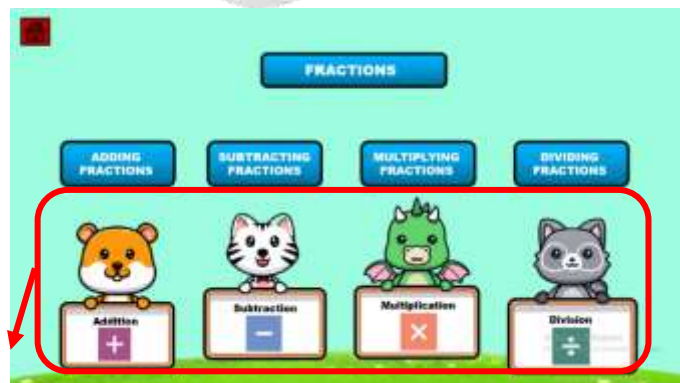 FRACTIONS
ADDING
FRACTIONS
SUBTRACTING
FRACTIONS
MULTIPLYING
FRACTIONS
DIVIDING
FRACTIONS
Addition
+
Subtraction
−
Multiplication
×
Division
÷